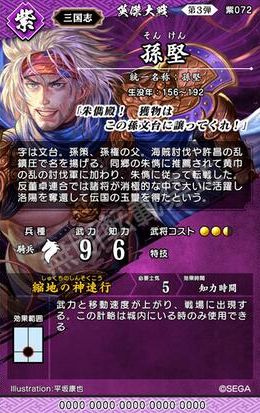 紫
三国志
英傑大戦
第3弾
紫072
そん けん
孫堅
統一名称:孫堅
生没年:156~192
「朱儁殿! 獲物は
この孫文台に譲ってくれ!」
字は文台。孫策、孫権の父。海賊討伐や許昌の乱
鎮圧で名を揚げる。同郷の朱儁に推薦されて黄巾
の乱の討伐軍に加わり、朱儁に従って転戦した。
反董卓連合では諸将が消極的な中で大いに活躍し
洛陽を奪還して伝国の玉璽を得たという。
兵種 武力 知力 武将コスト
騎兵 9 6 特技
しゅくちのしんそくこう
縮地の神速行
必要士気 5
効果時間 知力時間
効果範囲
武力と移動速度が上がり、戦場に出現す
る。この計略は城内にいる時のみ使用でき
る
Illustration:平坂康也
©SEGA
0000-0000-0000-0000-0000